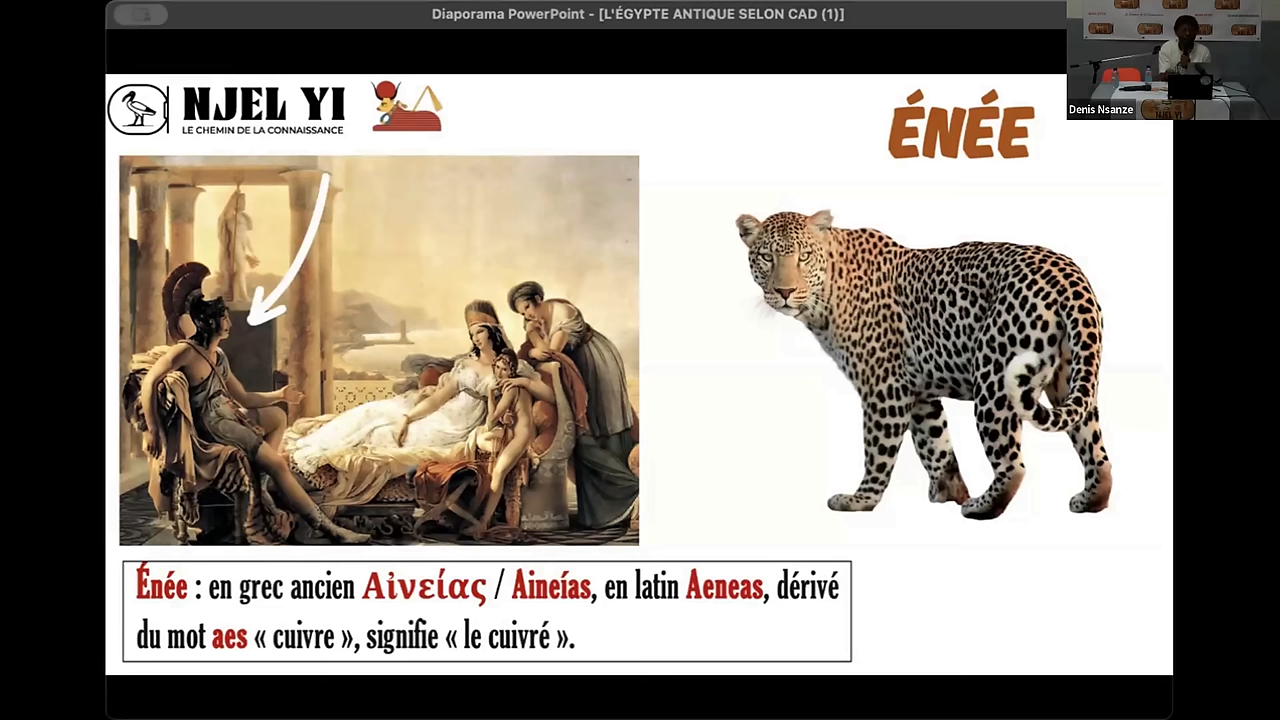 Diaporama PowerPoint - [L'ÉGYPTE ANTIQUE SELON CAD (1)]
Denis Nsanze
NJEL YI
LE CHEMIN DE LA CONNAISSANCE
ÉNÉE
Énée : en grec ancien Αἰνείας / Aineías, en latin Aeneas, dérivé
du mot aes « cuivre », signifie « le cuivré ».